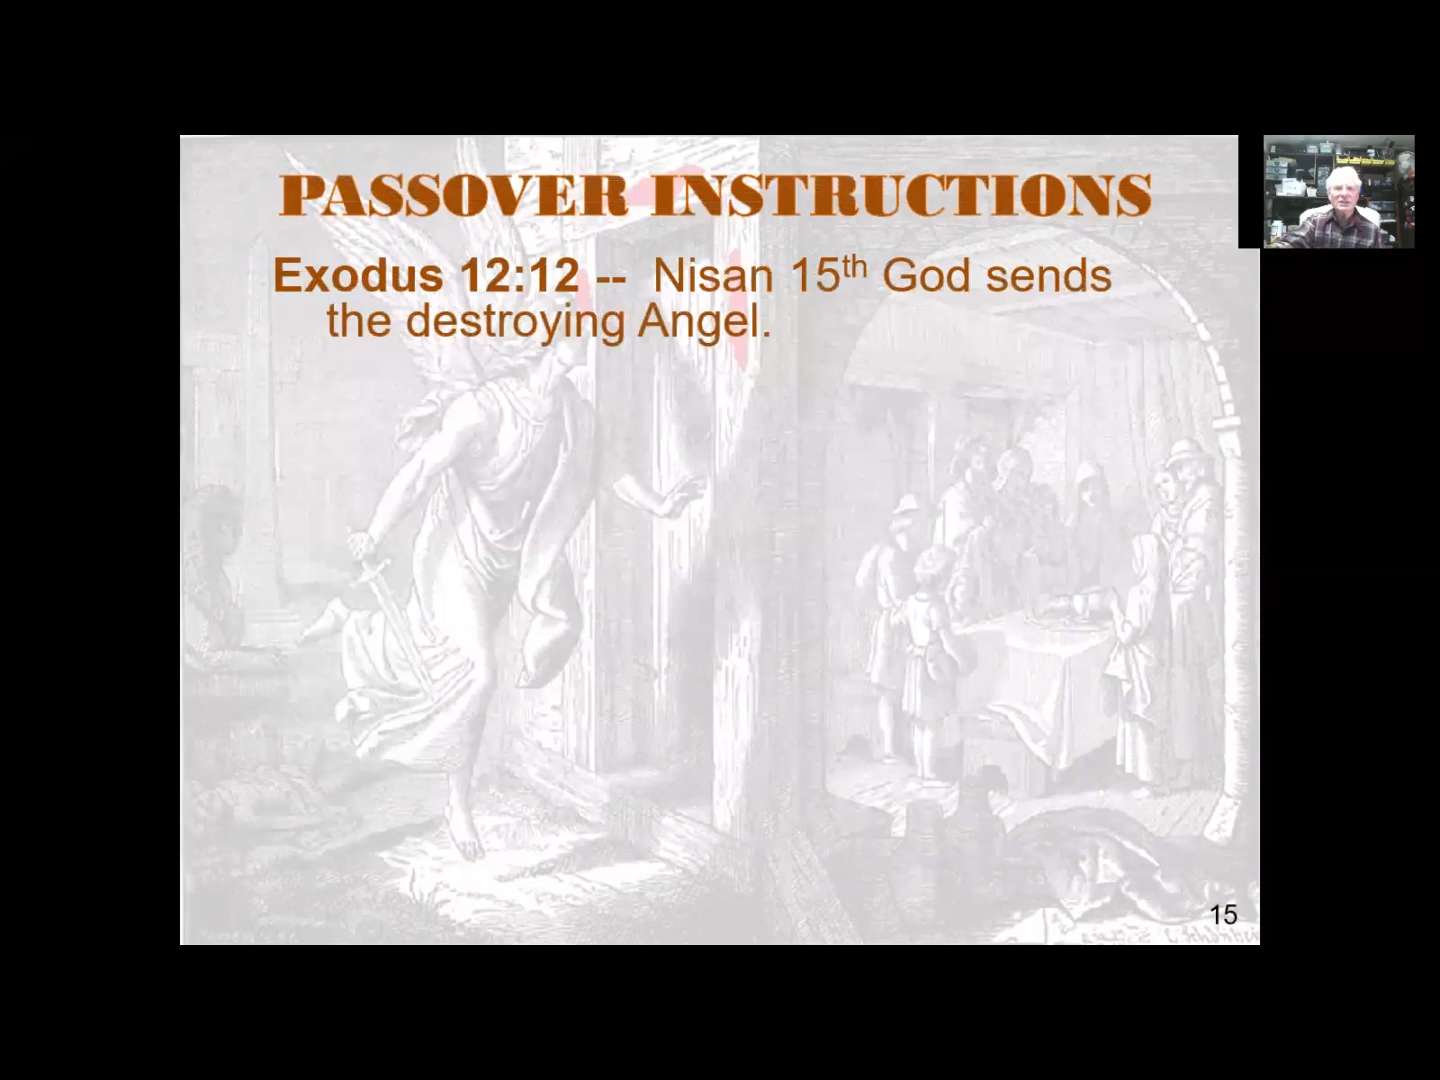 PASSOVER INSTRUCTIONS
Exodus 12:12 -- Nisan 15th God sends
the destroying Angel.
15